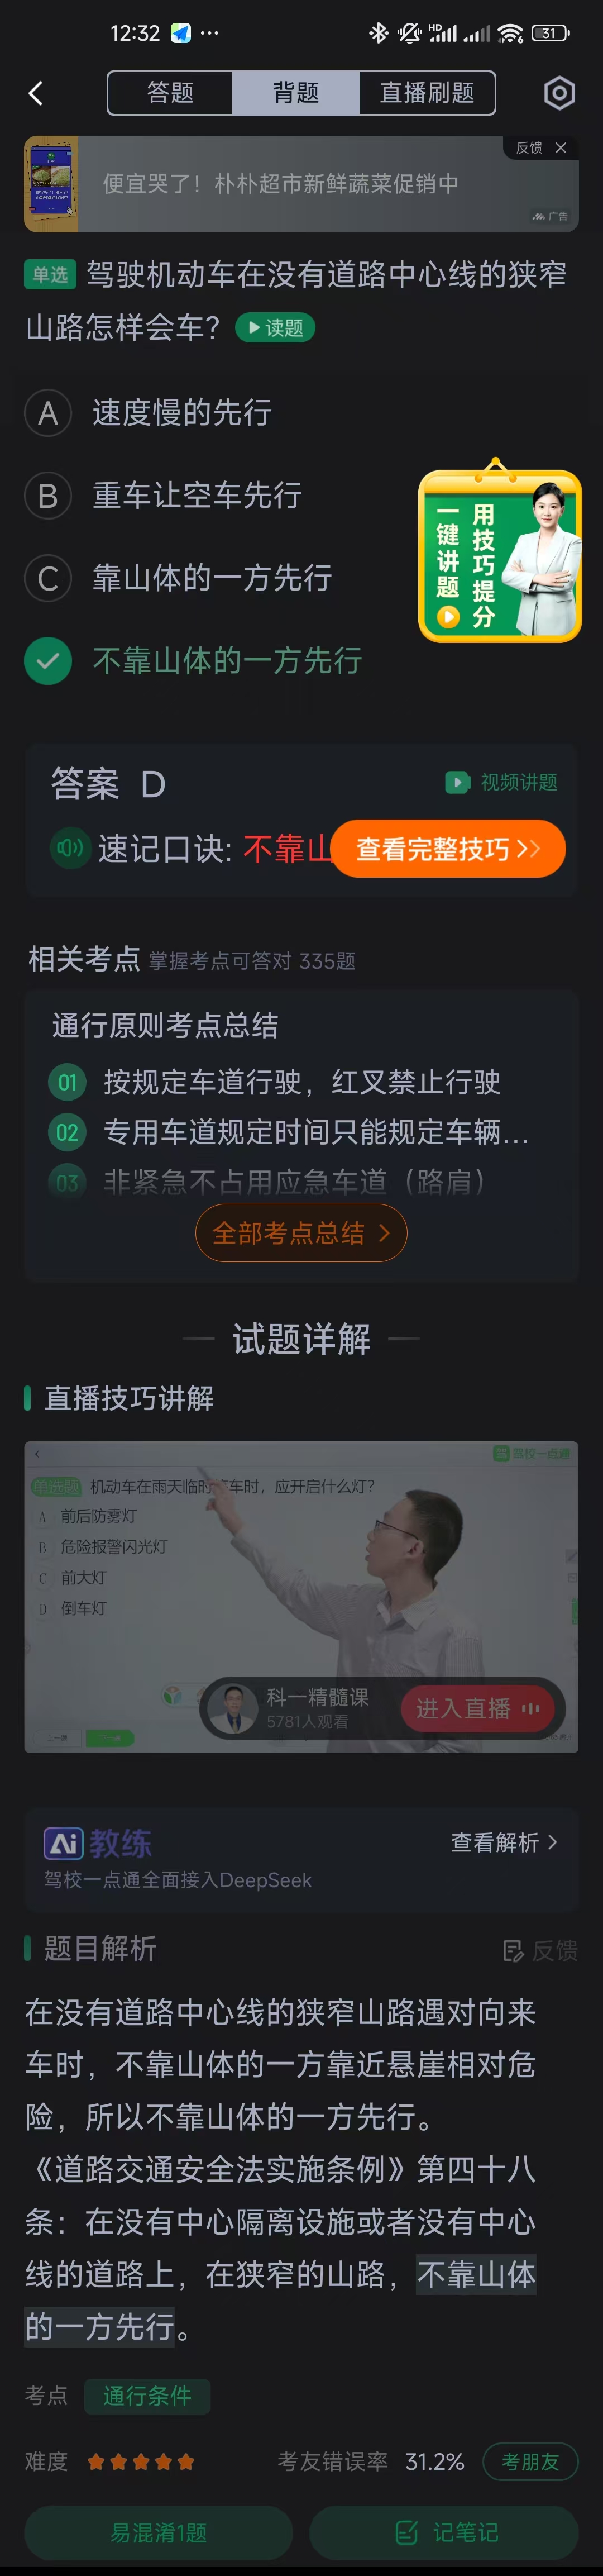 12:32
HD
6
31
答题
背题
直播刷题
反馈
便宜哭了！朴朴超市新鲜蔬菜促销中
广告
单选 驾驶机动车在没有道路中心线的狭窄
山路怎样会车？ 读题
A 速度慢的先行
B 重车让空车先行
C 靠山体的一方先行
不靠山体的一方先行
一键讲题
用技巧提分
答案 D
视频讲题
速记口诀: 不靠山
查看完整技巧
相关考点 掌握考点可答对 335题
通行原则考点总结
01 按规定车道行驶，红叉禁止行驶
02 专用车道规定时间只能规定车辆...
03 非紧急不占用应急车道（路肩）
全部考点总结
试题详解
直播技巧讲解
驾校一点通
单选题 机动车在雨天临时停车时，应开启什么灯？
A 前后防雾灯
B 危险报警闪光灯
C 前大灯
D 倒车灯
科一精髓课
5781人观看
进入直播
上一题
Ai 教练
查看解析
驾校一点通全面接入DeepSeek
题目解析
反馈
在没有道路中心线的狭窄山路遇对向来
车时，不靠山体的一方靠近悬崖相对危
险，所以不靠山体的一方先行。
《道路交通安全法实施条例》第四十八
条：在没有中心隔离设施或者没有中心
线的道路上，在狭窄的山路，不靠山体
的一方先行。
考点 通行条件
难度
考友错误率 31.2%
考朋友
易混淆1题
记笔记